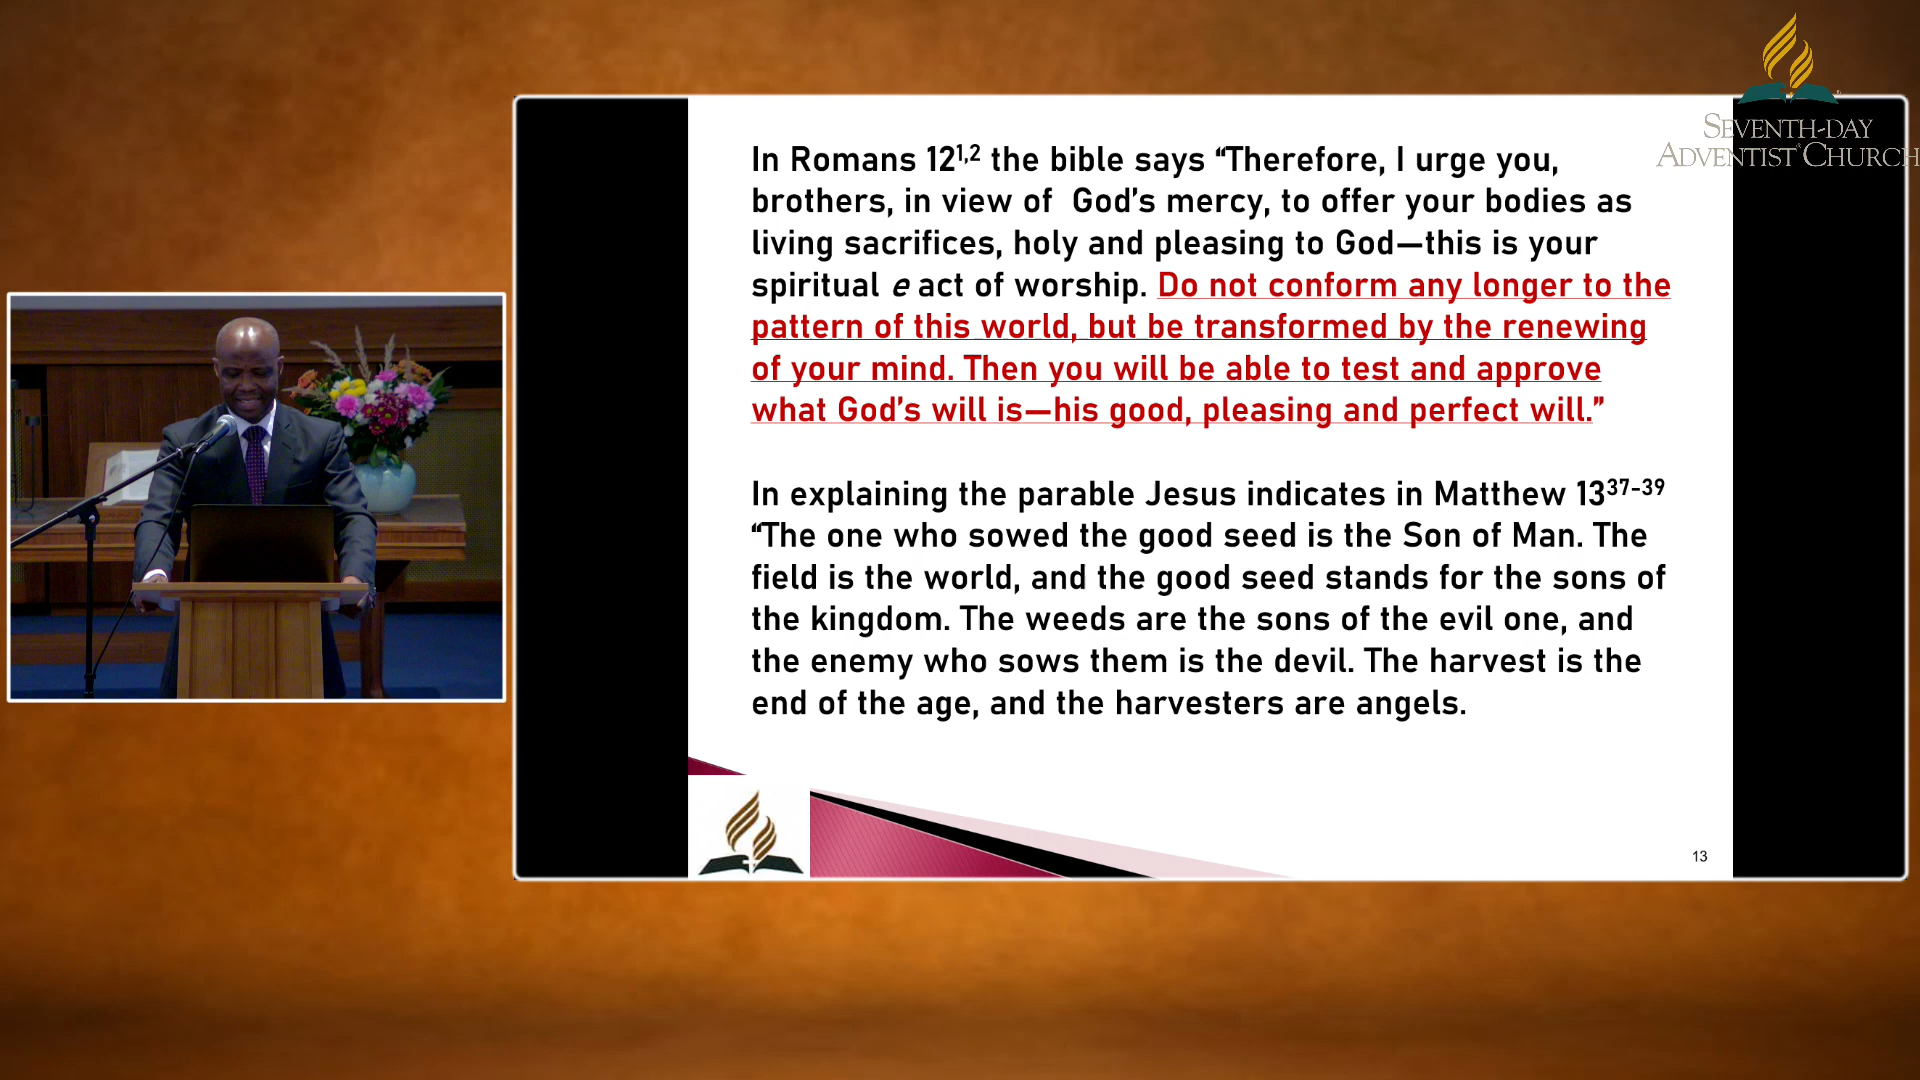 SEVENTH-DAY
ADVENTIST CHURCH
In Romans 12¹,² the bible says “Therefore, I urge you,
brothers, in view of  God’s mercy, to offer your bodies as
living sacrifices, holy and pleasing to God—this is your
spiritual e act of worship. Do not conform any longer to the
pattern of this world, but be transformed by the renewing
of your mind. Then you will be able to test and approve
what God’s will is—his good, pleasing and perfect will.”
In explaining the parable Jesus indicates in Matthew 13³⁷⁻³⁹
“The one who sowed the good seed is the Son of Man. The
field is the world, and the good seed stands for the sons of
the kingdom. The weeds are the sons of the evil one, and
the enemy who sows them is the devil. The harvest is the
end of the age, and the harvesters are angels.
13